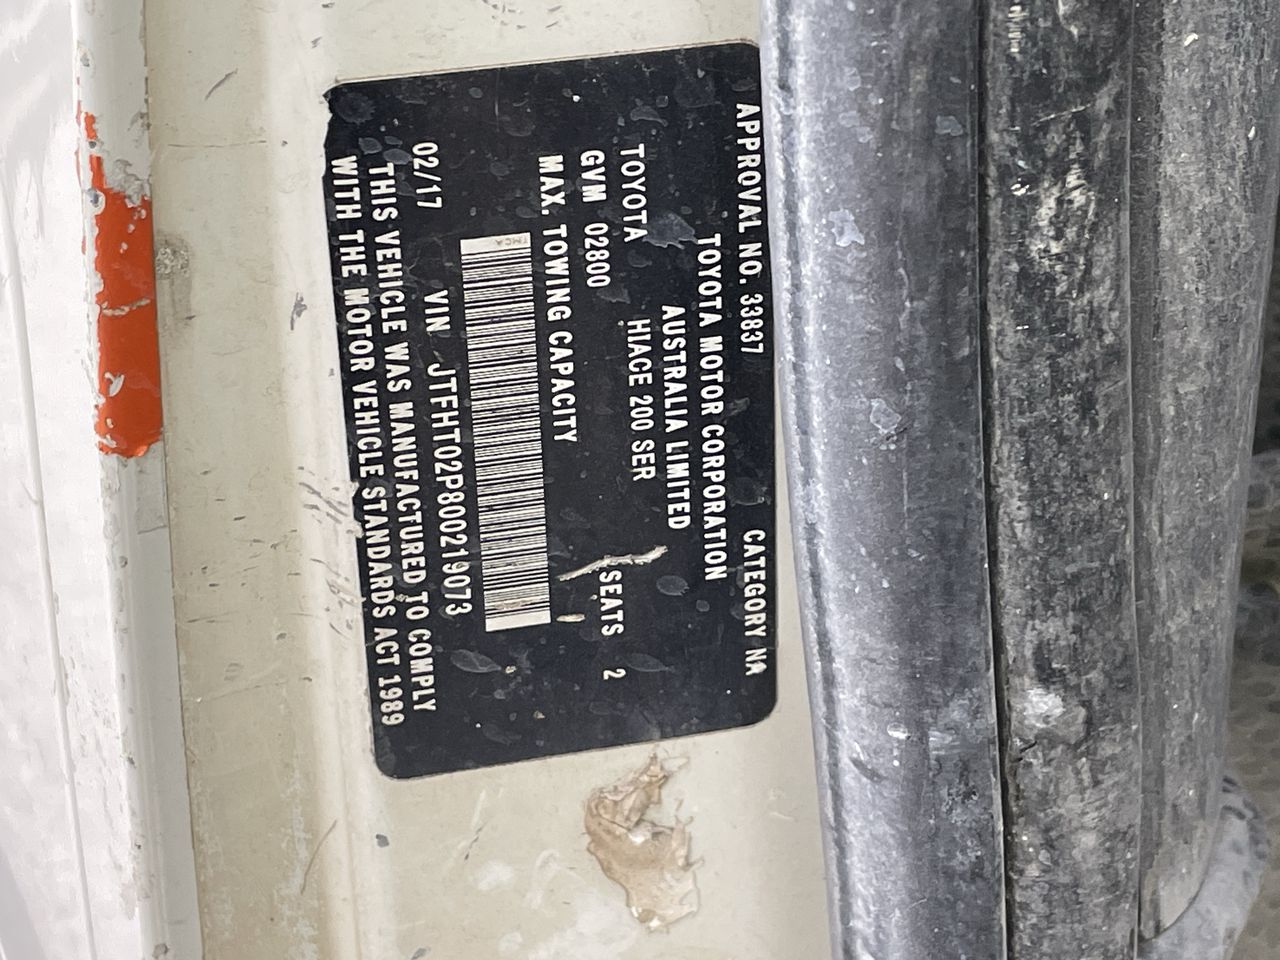 APPROVAL NO. 33837 CATEGORY NA
TOYOTA MOTOR CORPORATION
AUSTRALIA LIMITED
TOYOTA HIACE 200 SER
GVM 02800 SEATS 2
MAX. TOWING CAPACITY
TMCA
02/17 VIN JTFHT02P800219073
THIS VEHICLE WAS MANUFACTURED TO COMPLY
WITH THE MOTOR VEHICLE STANDARDS ACT 1989